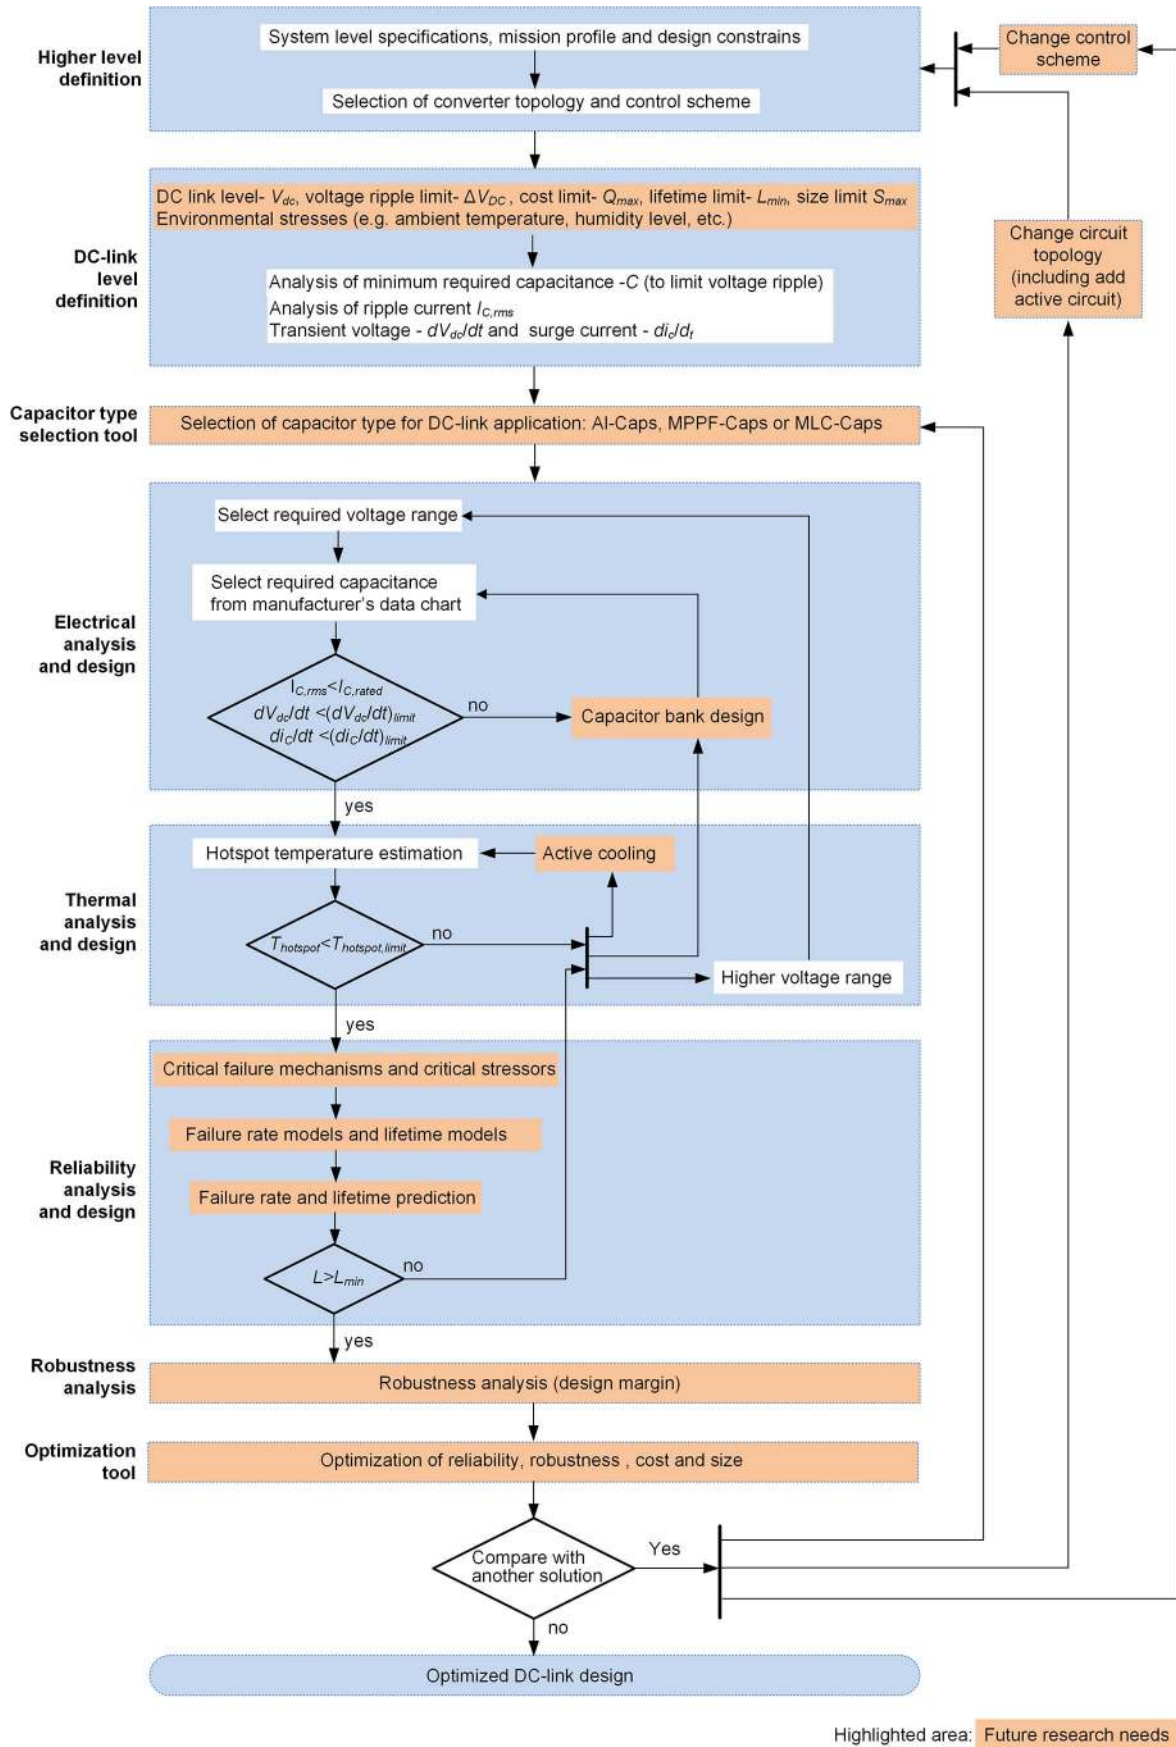 System level specifications, mission profile and design constrains
Higher level
definition
Selection of converter topology and control scheme
Change control
scheme
DC link level- Vdc, voltage ripple limit- ΔVDC, cost limit- Qmax, lifetime limit- Lmin, size limit Smax
Environmental stresses (e.g. ambient temperature, humidity level, etc.)
DC-link
level
definition
Analysis of minimum required capacitance -C (to limit voltage ripple)
Analysis of ripple current IC,rms
Transient voltage - dVdc/dt and surge current - dic/dt
Change circuit
topology
(including add
active circuit)
Capacitor type
selection tool
Selection of capacitor type for DC-link application: Al-Caps, MPPF-Caps or MLC-Caps
Select required voltage range
Select required capacitance
from manufacturer's data chart
Electrical
analysis
and design
IC,rms<IC,rated
dVdc/dt <(dVdc/dt)limit
diC/dt <(diC/dt)limit
no
Capacitor bank design
yes
Hotspot temperature estimation
Active cooling
Thermal
analysis
and design
Thotspot<Thotspot,limit
no
Higher voltage range
yes
Critical failure mechanisms and critical stressors
Failure rate models and lifetime models
Reliability
analysis
and design
Failure rate and lifetime prediction
L>Lmin
no
yes
Robustness
analysis
Robustness analysis (design margin)
Optimization
tool
Optimization of reliability, robustness , cost and size
Compare with
another solution
Yes
no
Optimized DC-link design
Highlighted area: Future research needs